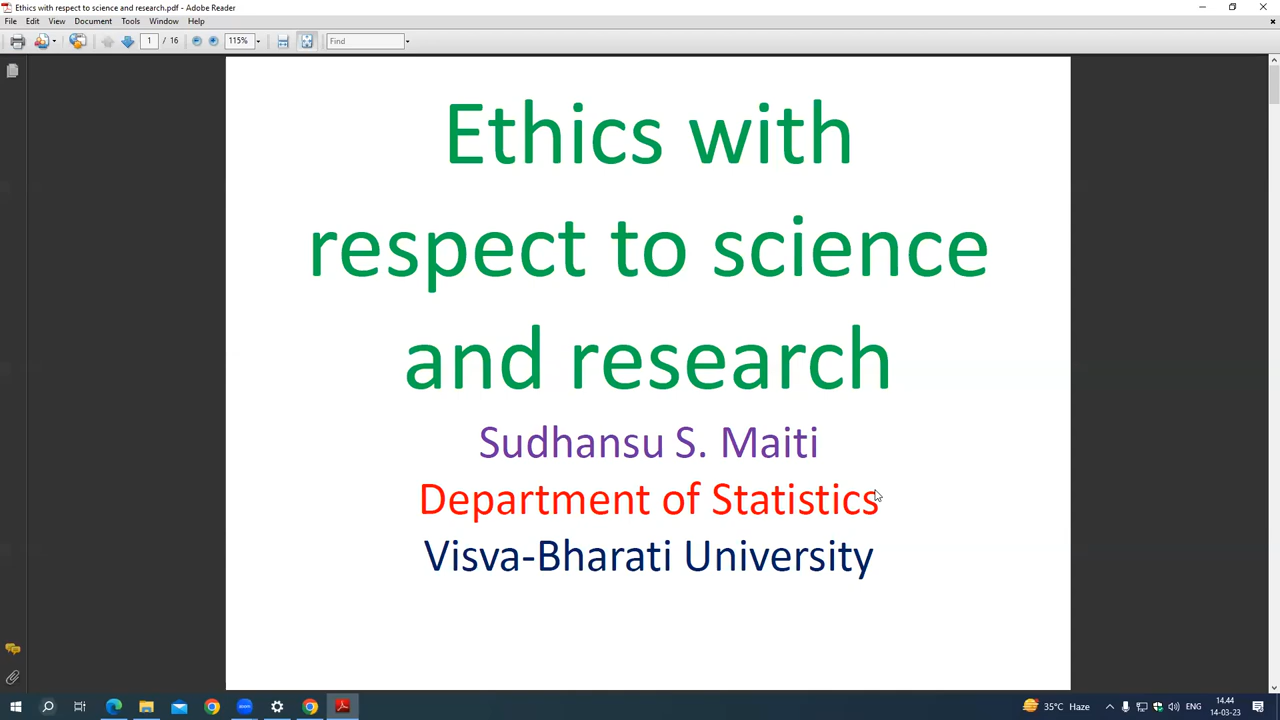 Ethics with respect to science and research.pdf - Adobe Reader
File Edit View Document Tools Window Help
1 / 16 115% Find
Ethics with
respect to science
and research
Sudhansu S. Maiti
Department of Statistics
Visva-Bharati University
zoom
35°C Haze ENG 14.44
14-03-23